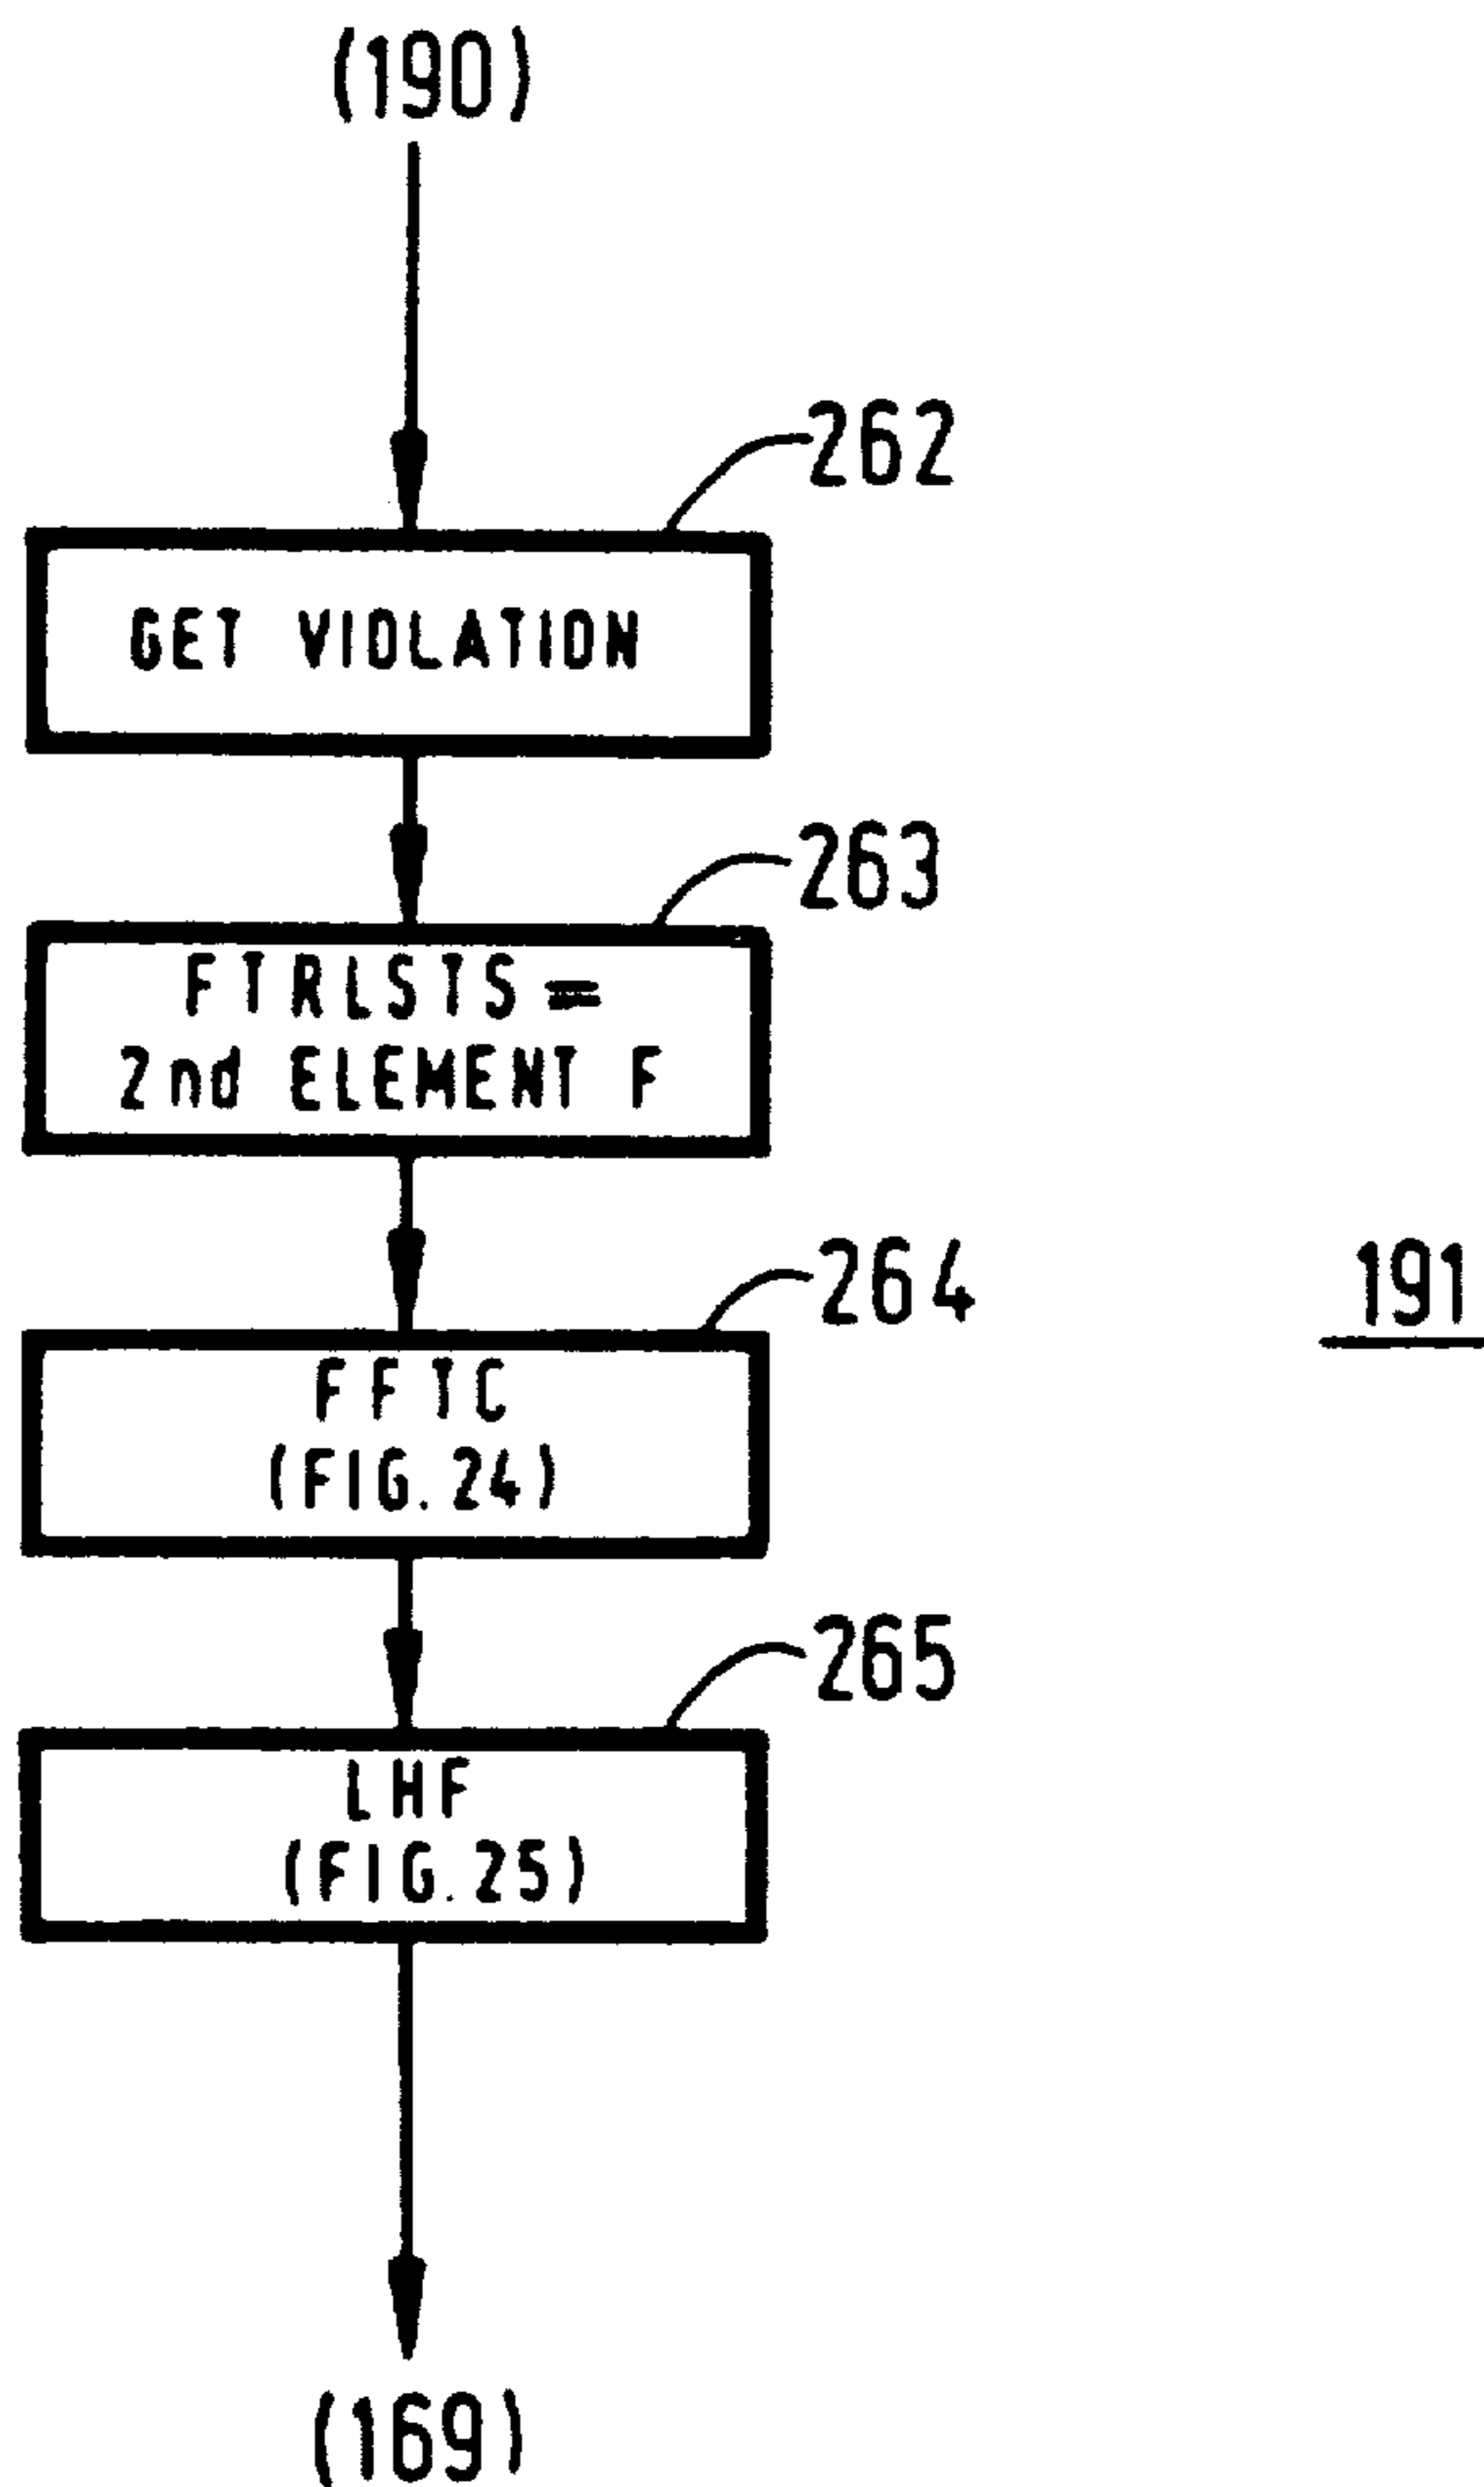 (190)
262
GET VIOLATION
263
FTRLSTS=
2nd ELEMENT F
264
191
FFTC
(FIG. 24)
265
LHF
(FIG. 25)
(169)